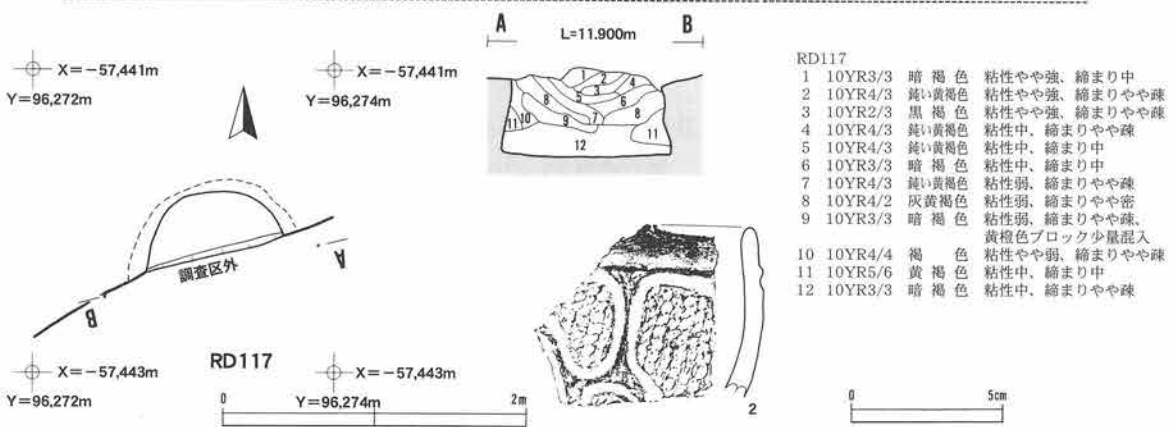 A
B
L=11.900m
1
2
3
4
5
6
7
8
8
9
10
11
11
12
X=-57,441m
Y=96,272m
X=-57,441m
Y=96,274m
調査区外
A
B
X=-57,443m
Y=96,272m
RD117
X=-57,443m
Y=96,274m
0
2m
2
0
5cm
RD117
1 10YR3/3 暗褐色 粘性やや強、締まり中
2 10YR4/3 鈍い黄褐色 粘性やや強、締まりやや疎
3 10YR2/3 黒褐色 粘性やや強、締まりやや疎
4 10YR4/3 鈍い黄褐色 粘性中、締まりやや疎
5 10YR4/3 鈍い黄褐色 粘性中、締まり中
6 10YR3/3 暗褐色 粘性中、締まり中
7 10YR4/3 鈍い黄褐色 粘性弱、締まりやや疎
8 10YR4/2 灰黄褐色 粘性弱、締まりやや密
9 10YR3/3 暗褐色 粘性弱、締まりやや疎、
黄橙色ブロック少量混入
10 10YR4/4 褐色 粘性やや弱、締まりやや疎
11 10YR5/6 黄褐色 粘性中、締まり中
12 10YR3/3 暗褐色 粘性中、締まりやや疎